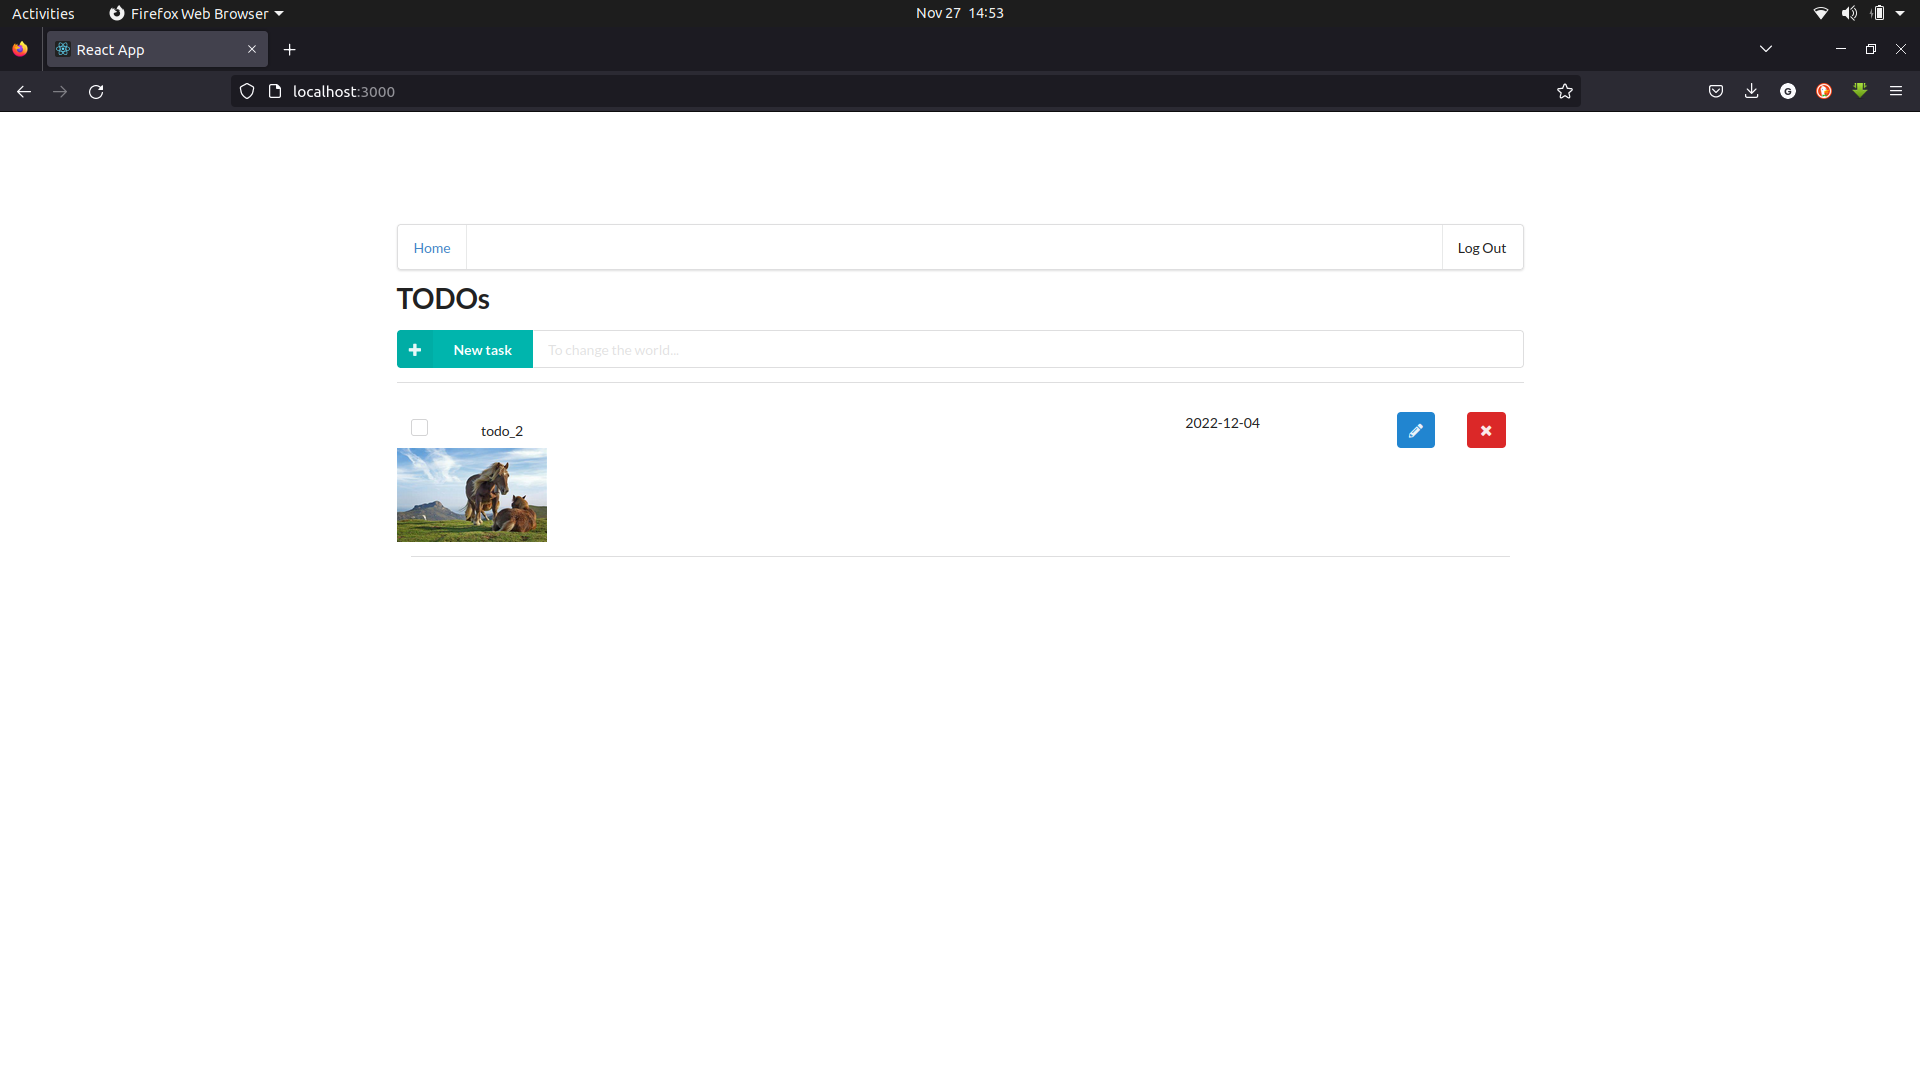 Activities
Firefox Web Browser
Nov 27 14:53
React App
localhost:3000
Home
Log Out
TODOs
New task
To change the world...
todo_2
2022-12-04